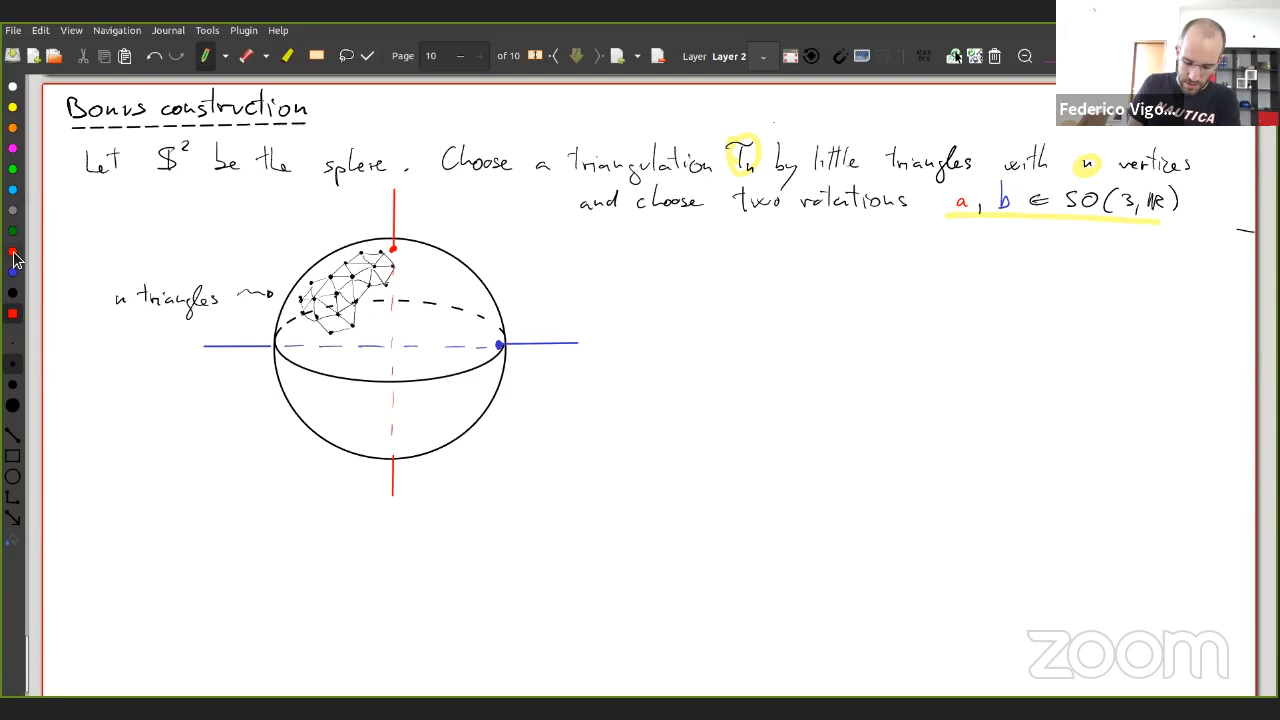 File Edit View Navigation Journal Tools Plugin Help
Page 10 of 10 Layer Layer 2
Federico Vigo...
NAUTICA
Bonus construction
Let 𝕊² be the sphere. Choose a triangulation 𝒯ₙ by little triangles with n vertices
and choose two rotations a, b ∈ SO(3, ℝ)
n triangles
zoom